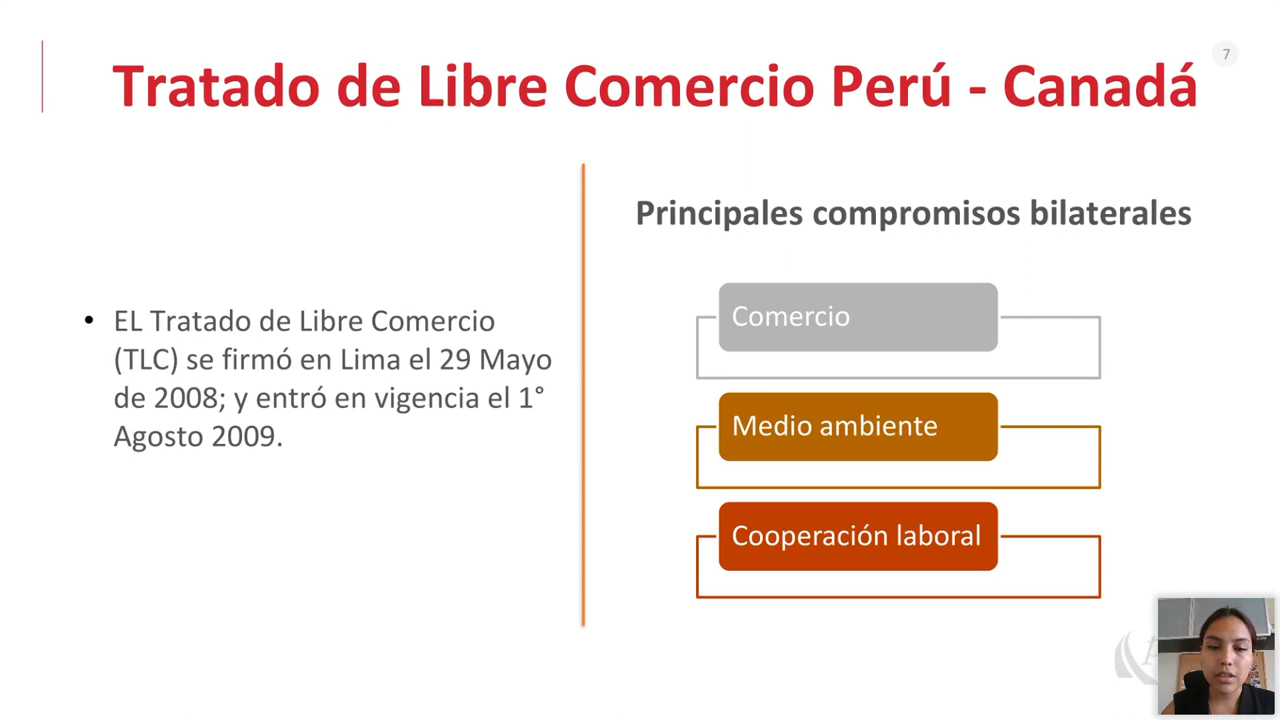 7
Tratado de Libre Comercio Perú - Canadá
• EL Tratado de Libre Comercio
(TLC) se firmó en Lima el 29 Mayo
de 2008; y entró en vigencia el 1°
Agosto 2009.
Principales compromisos bilaterales
Comercio
Medio ambiente
Cooperación laboral